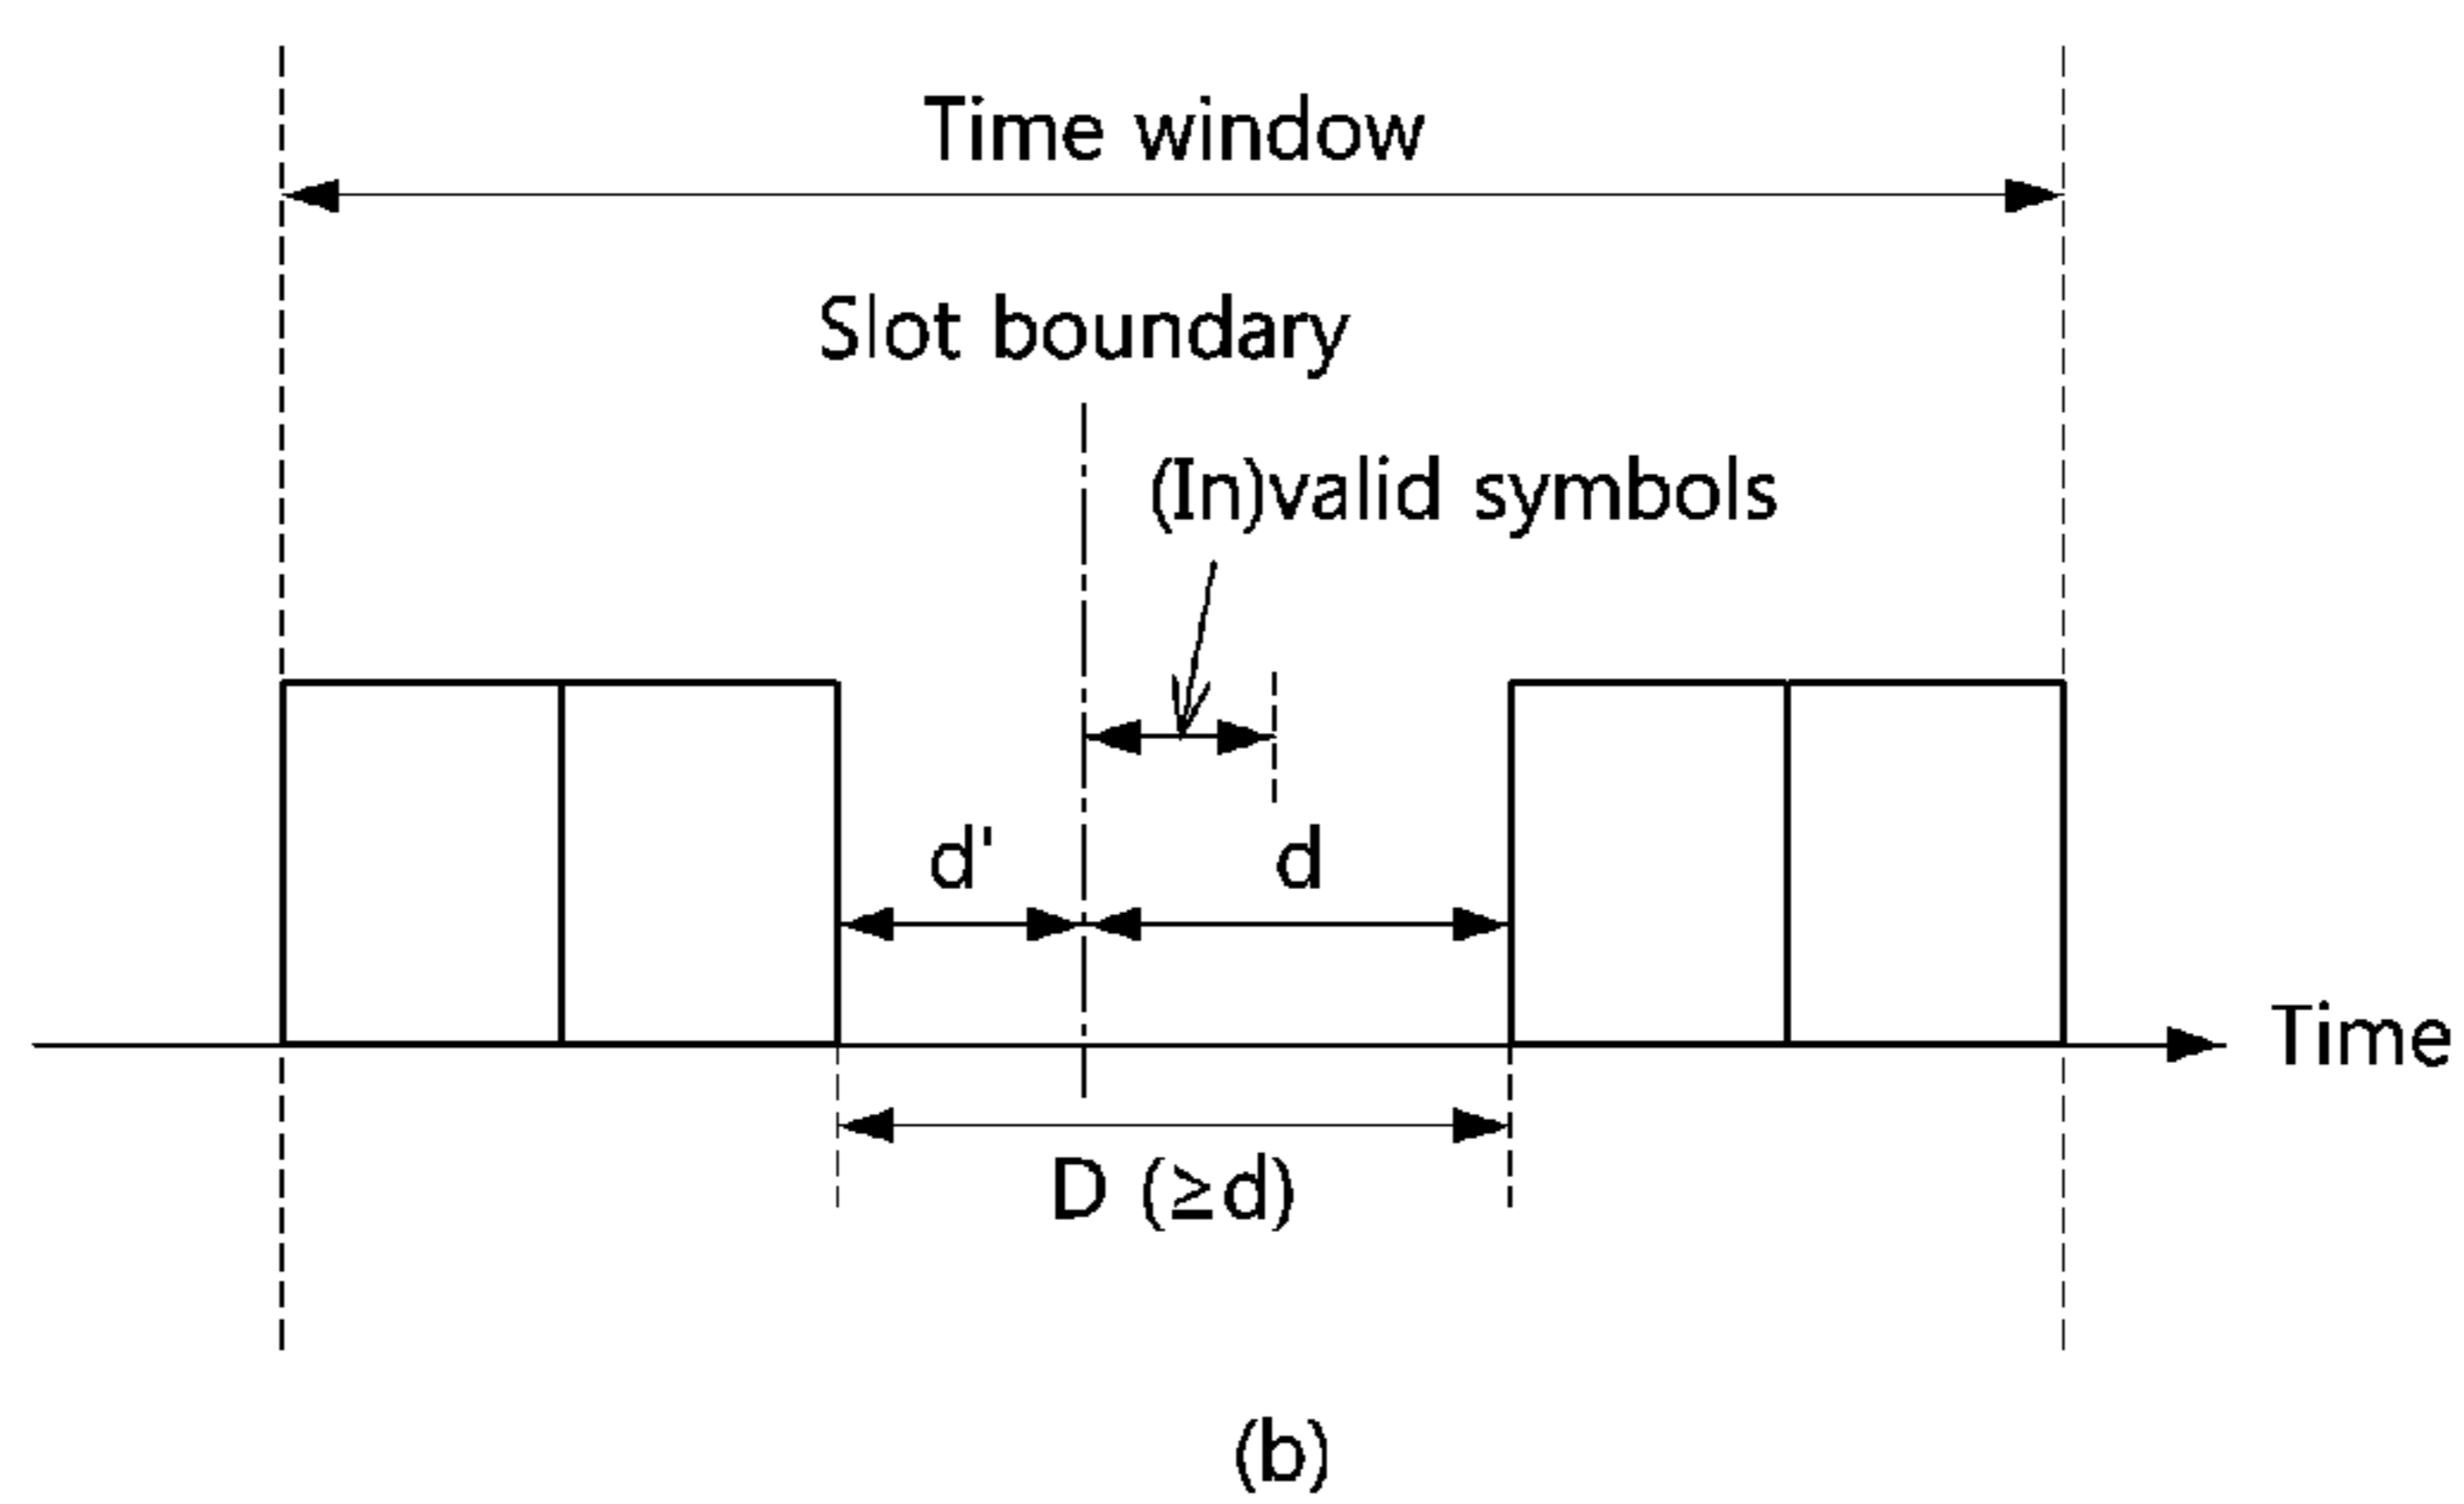 Time window
Slot boundary
(In)valid symbols
d'
d
Time
D (≥d)
(b)